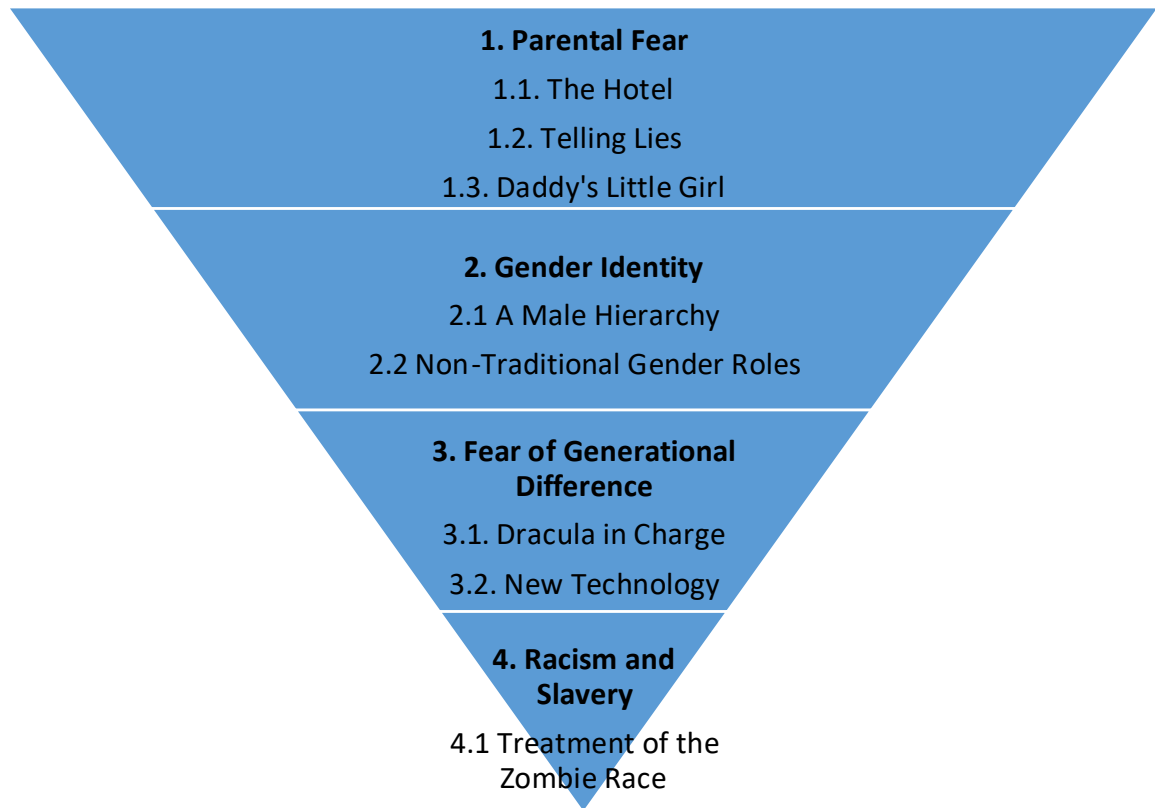 1. Parental Fear
1.1. The Hotel
1.2. Telling Lies
1.3. Daddy's Little Girl
2. Gender Identity
2.1 A Male Hierarchy
2.2 Non-Traditional Gender Roles
3. Fear of Generational
Difference
3.1. Dracula in Charge
3.2. New Technology
4. Racism and
Slavery
4.1 Treatment of the
Zombie Race